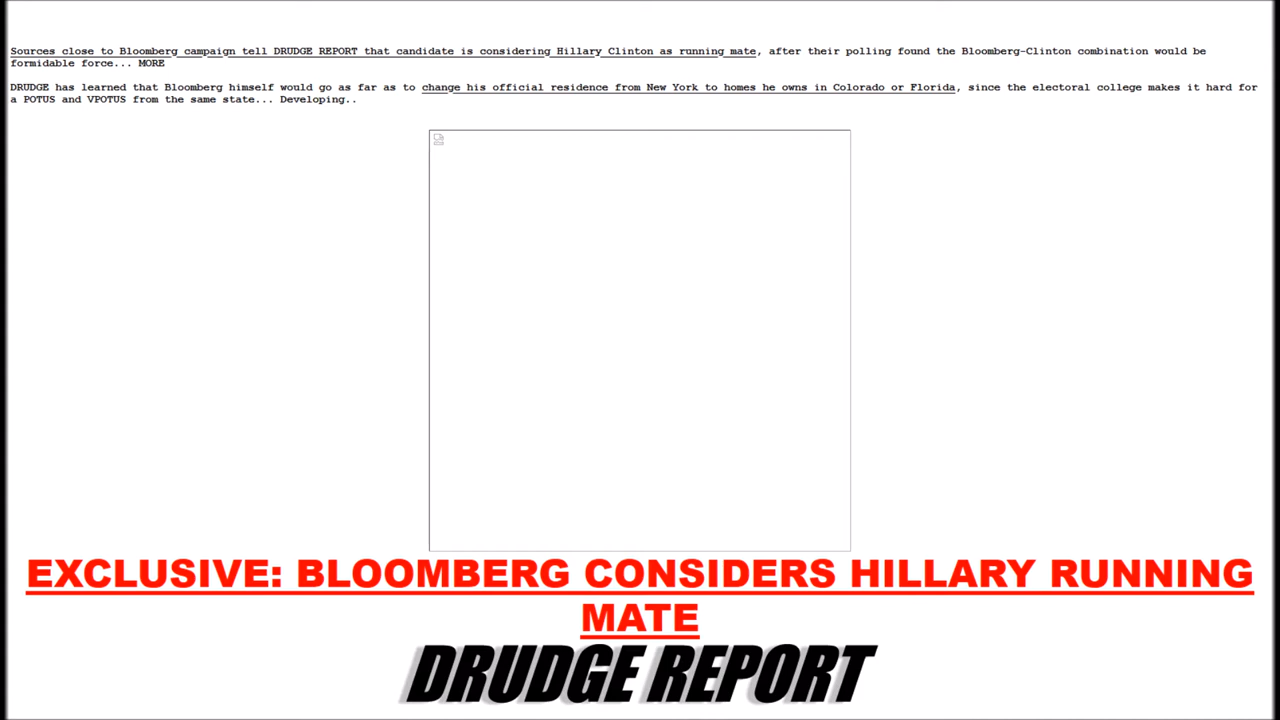 Sources close to Bloomberg campaign tell DRUDGE REPORT that candidate is considering Hillary Clinton as running mate, after their polling found the Bloomberg-Clinton combination would be
formidable force... MORE
DRUDGE has learned that Bloomberg himself would go as far as to change his official residence from New York to homes he owns in Colorado or Florida, since the electoral college makes it hard for
a POTUS and VPOTUS from the same state... Developing..
EXCLUSIVE: BLOOMBERG CONSIDERS HILLARY RUNNING
MATE
DRUDGE REPORT